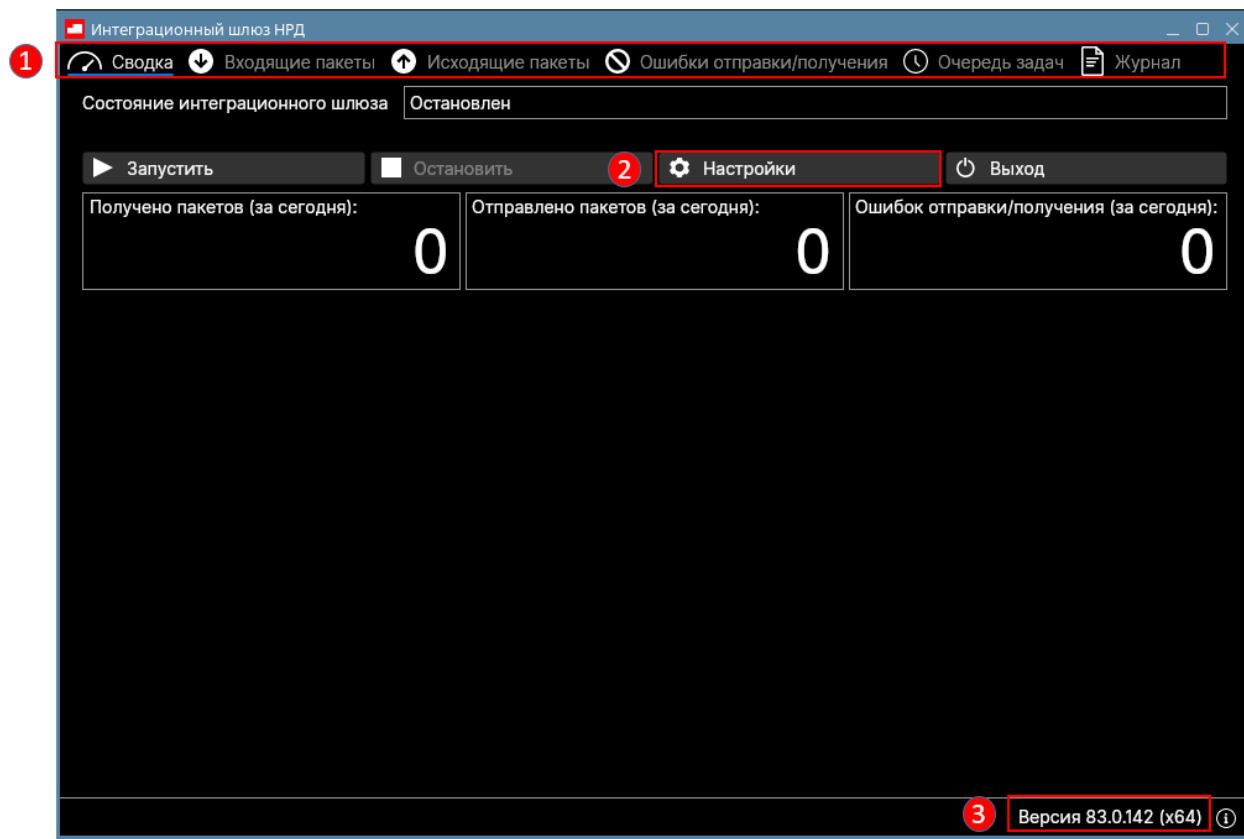 Интеграционный шлюз НРД
1 Сводка Входящие пакеты Исходящие пакеты Ошибки отправки/получения Очередь задач Журнал
Состояние интеграционного шлюза Остановлен
Запустить Остановить 2 Настройки Выход
Получено пакетов (за сегодня): Отправлено пакетов (за сегодня): Ошибок отправки/получения (за сегодня):
0 0 0
3 Версия 83.0.142 (x64)